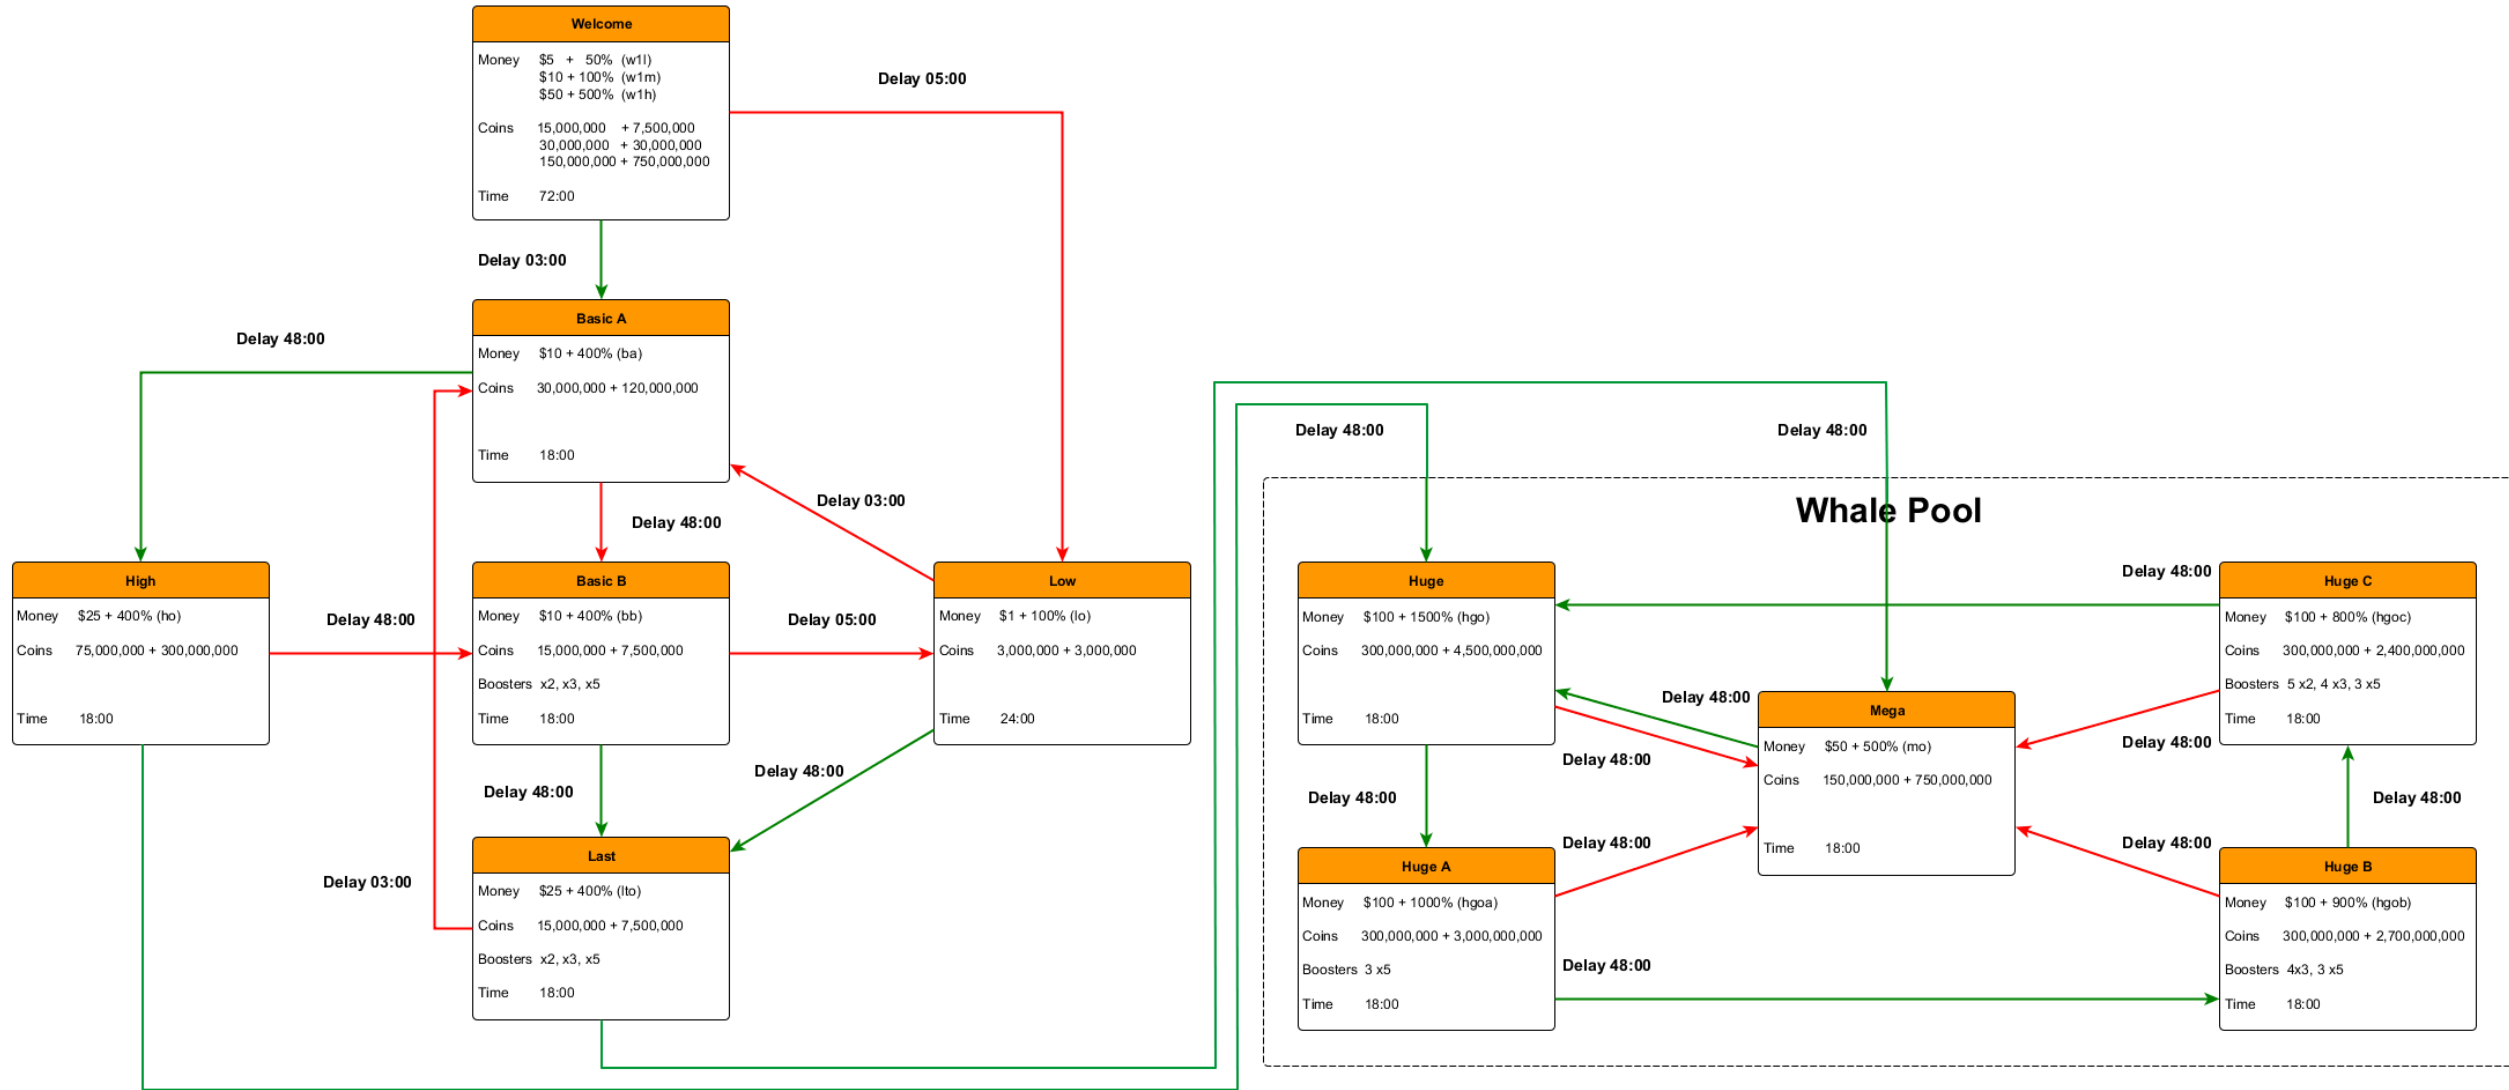 Welcome
Money $5 + 50% (w1l)
$10 + 100% (w1m)
$50 + 500% (w1h)
Coins 15,000,000 + 7,500,000
30,000,000 + 30,000,000
150,000,000 + 750,000,000
Time 72:00
Delay 05:00
Delay 03:00
Basic A
Money $10 + 400% (ba)
Coins 30,000,000 + 120,000,000
Time 18:00
Delay 48:00
Delay 48:00
Delay 03:00
High
Money $25 + 400% (ho)
Coins 75,000,000 + 300,000,000
Time 18:00
Delay 48:00
Basic B
Money $10 + 400% (bb)
Coins 15,000,000 + 7,500,000
Boosters x2, x3, x5
Time 18:00
Delay 05:00
Low
Money $1 + 100% (lo)
Coins 3,000,000 + 3,000,000
Time 24:00
Delay 48:00
Delay 48:00
Delay 03:00
Last
Money $25 + 400% (lto)
Coins 15,000,000 + 7,500,000
Boosters x2, x3, x5
Time 18:00
Delay 48:00
Delay 48:00
Whale Pool
Huge
Money $100 + 1500% (hgo)
Coins 300,000,000 + 4,500,000,000
Time 18:00
Delay 48:00
Delay 48:00
Delay 48:00
Mega
Money $50 + 500% (mo)
Coins 150,000,000 + 750,000,000
Time 18:00
Delay 48:00
Huge C
Money $100 + 800% (hgoc)
Coins 300,000,000 + 2,400,000,000
Boosters 5 x2, 4 x3, 3 x5
Time 18:00
Delay 48:00
Delay 48:00
Huge A
Money $100 + 1000% (hgoa)
Coins 300,000,000 + 3,000,000,000
Boosters 3 x5
Time 18:00
Delay 48:00
Delay 48:00
Delay 48:00
Huge B
Money $100 + 900% (hgob)
Coins 300,000,000 + 2,700,000,000
Boosters 4x3, 3 x5
Time 18:00